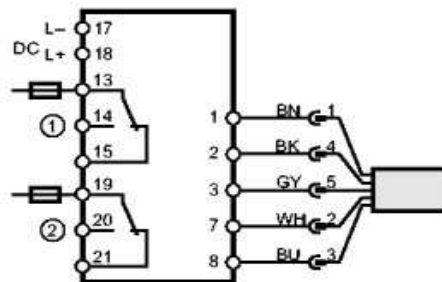 L– 17
DC L+ 18
13
① 14
15
19
② 20
21
1 BN 1
2 BK 4
3 GY 5
7 WH 2
8 BU 3